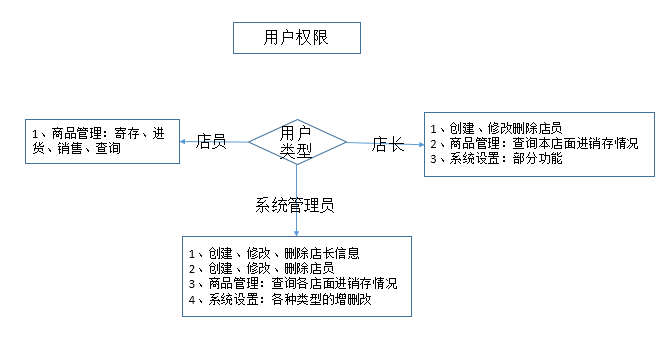 用户权限
1、商品管理：寄存、进
货、销售、查询
店员
用户
类型
店长
1、创建、修改删除店员
2、商品管理：查询本店面进销存情况
3、系统设置：部分功能
系统管理员
1、创建、修改、删除店长信息
2、创建、修改、删除店员
3、商品管理：查询各店面进销存情况
4、系统设置：各种类型的增删改